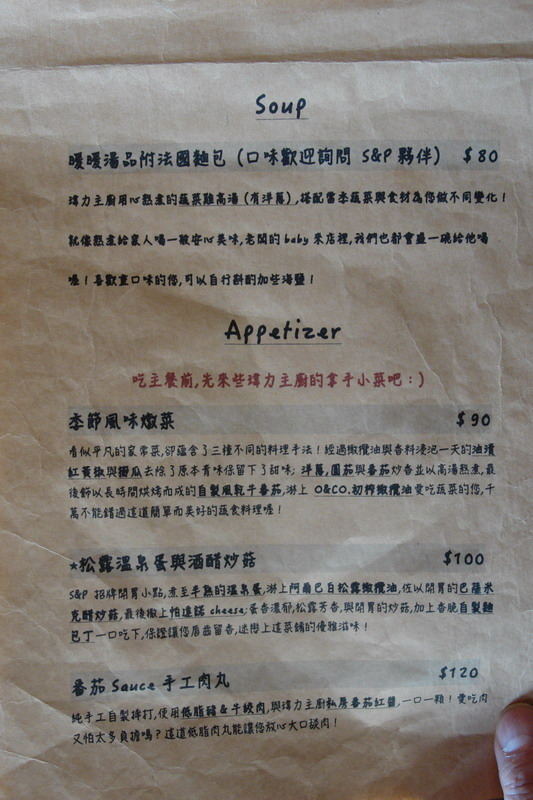 Soup
暖暖湯品附法國麵包 (口味歡迎詢問 S&P 夥伴) $80
瑋力主廚用心熬煮的蔬菜雞高湯 (有洋蔥) ,搭配當季蔬菜與食材為您做不同變化!
就像熬煮給家人喝一般安心美味,老闆的 baby 來店裡,我們也都會盛一碗給他喝
喔!喜歡重口味的您,可以自行斟酌加些海鹽!
Appetizer
吃主餐前,先來些瑋力主廚的拿手小菜吧:)
季節風味燉菜 $90
看似平凡的家常菜,卻蘊含了三種不同的料理手法!經過橄欖油與香料浸泡一天的油漬
紅黃椒與櫛瓜去除了原本青味保留下了甜味; 洋蔥,圓茄與番茄炒香並以高湯熬煮,最
後飾以長時間烘烤而成的自製風乾牛番茄,淋上 O&CO.初榨橄欖油愛吃蔬菜的您,千
萬不能錯過這道簡單而美好的蔬食料理喔!
★松露溫泉蛋與酒醋炒菇 $100
S&P 招牌開胃小點,煮至半熟的溫泉蛋,淋上阿爾巴白松露橄欖油,佐以開胃的巴薩米
克醋炒菇,最後撒上帕達諾 cheese;蛋香濃郁,松露芳香,與開胃的炒菇,加上香脆自製麵
包丁一口吃下,保證讓您唇齒留香,迷戀上這菜餚的優雅滋味!
番茄 Sauce 手工肉丸 $120
純手工自製摔打,使用低脂豬&牛絞肉,與瑋力主廚私房番茄紅醬,一口一顆!愛吃肉
又怕太多負擔嗎?這道低脂肉丸能讓您放心大口談肉!